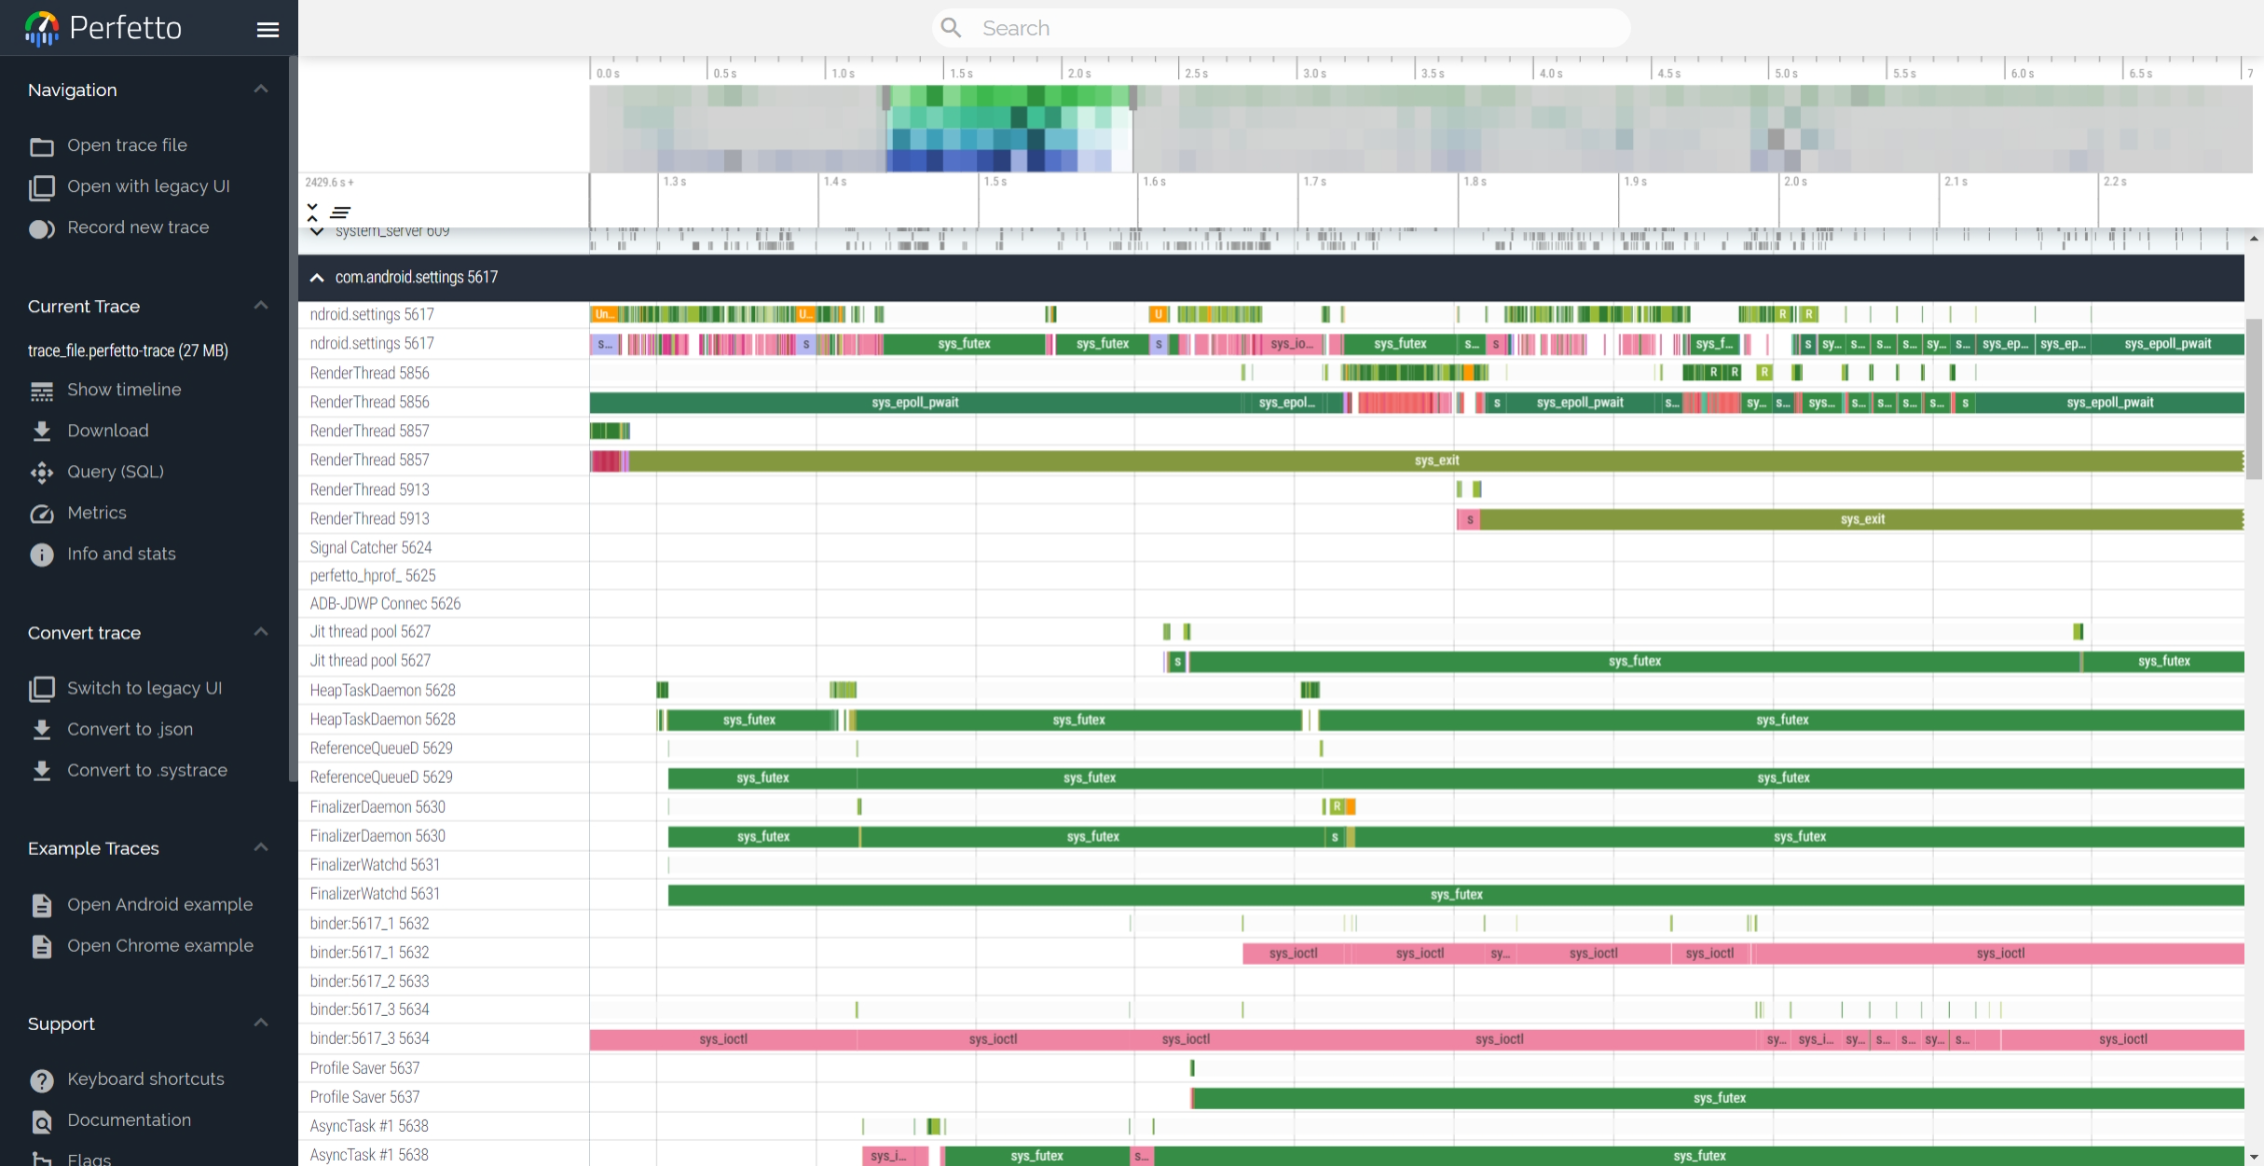 Perfetto
Search
Navigation
Open trace file
Open with legacy UI
Record new trace
Current Trace
trace_file.perfetto-trace (27 MB)
Show timeline
Download
Query (SQL)
Metrics
Info and stats
Convert trace
Switch to legacy UI
Convert to .json
Convert to .systrace
Example Traces
Open Android example
Open Chrome example
Support
Keyboard shortcuts
Documentation
Flags
0.0 s 0.5 s 1.0 s 1.5 s 2.0 s 2.5 s 3.0 s 3.5 s 4.0 s 4.5 s 5.0 s 5.5 s 6.0 s 6.5 s 7
2429.6 s + 1.3 s 1.4 s 1.5 s 1.6 s 1.7 s 1.8 s 1.9 s 2.0 s 2.1 s 2.2 s
system_server 609
com.android.settings 5617
ndroid.settings 5617 Un... U... U R R
ndroid.settings 5617 s... s sys_futex sys_futex s sys_io... sys_futex s... s sys_f... s sy... s... s... s... sy... s... sys_ep... sys_ep... sys_epoll_pwait
RenderThread 5856 R R R
RenderThread 5856 sys_epoll_pwait sys_epol... s sys_epoll_pwait s... sy... s... sys... s... s... s... s... s sys_epoll_pwait
RenderThread 5857
RenderThread 5857 sys_exit
RenderThread 5913
RenderThread 5913 s sys_exit
Signal Catcher 5624
perfetto_hprof_ 5625
ADB-JDWP Connec 5626
Jit thread pool 5627
Jit thread pool 5627 s sys_futex sys_futex
HeapTaskDaemon 5628
HeapTaskDaemon 5628 sys_futex sys_futex sys_futex
ReferenceQueueD 5629
ReferenceQueueD 5629 sys_futex sys_futex sys_futex
FinalizerDaemon 5630 R
FinalizerDaemon 5630 sys_futex sys_futex s sys_futex
FinalizerWatchd 5631
FinalizerWatchd 5631 sys_futex
binder:5617_1 5632
binder:5617_1 5632 sys_ioctl sys_ioctl sy... sys_ioctl sys_ioctl sys_ioctl
binder:5617_2 5633
binder:5617_3 5634
binder:5617_3 5634 sys_ioctl sys_ioctl sys_ioctl sys_ioctl sy... sys_i... sy... s... s... sy... s... sys_ioctl
Profile Saver 5637
Profile Saver 5637 sys_futex
AsyncTask #1 5638
AsyncTask #1 5638 sys_i... sys_futex s... sys_futex